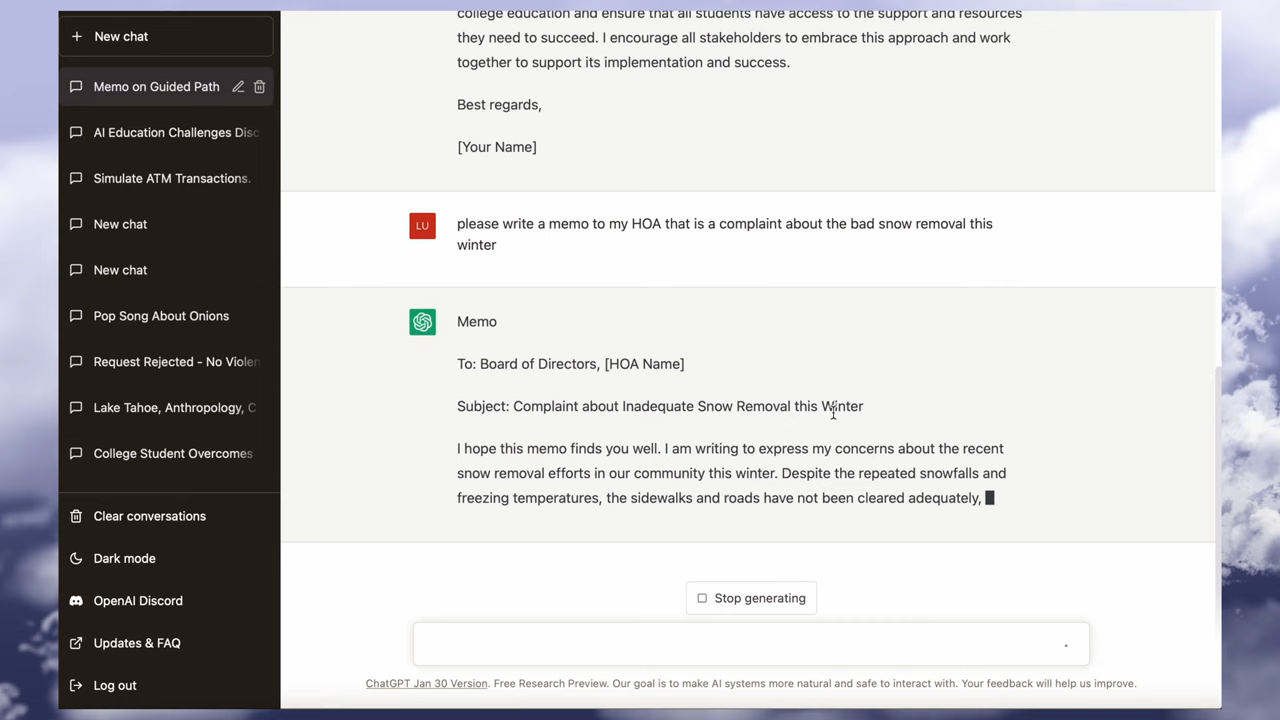 New chat
Memo on Guided Path
AI Education Challenges Disc
Simulate ATM Transactions.
New chat
New chat
Pop Song About Onions
Request Rejected - No Violen
Lake Tahoe, Anthropology, C
College Student Overcomes
Clear conversations
Dark mode
OpenAI Discord
Updates & FAQ
Log out
college education and ensure that all students have access to the support and resources
they need to succeed. I encourage all stakeholders to embrace this approach and work
together to support its implementation and success.
Best regards,
[Your Name]
LU
please write a memo to my HOA that is a complaint about the bad snow removal this
winter
Memo
To: Board of Directors, [HOA Name]
Subject: Complaint about Inadequate Snow Removal this Winter
I hope this memo finds you well. I am writing to express my concerns about the recent
snow removal efforts in our community this winter. Despite the repeated snowfalls and
freezing temperatures, the sidewalks and roads have not been cleared adequately,
Stop generating
ChatGPT Jan 30 Version. Free Research Preview. Our goal is to make AI systems more natural and safe to interact with. Your feedback will help us improve.